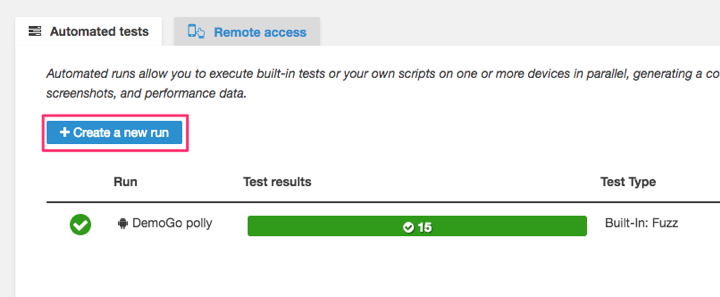 Automated tests
Remote access
Automated runs allow you to execute built-in tests or your own scripts on one or more devices in parallel, generating a co
screenshots, and performance data.
+ Create a new run
Run Test results Test Type
DemoGo polly 15 Built-In: Fuzz